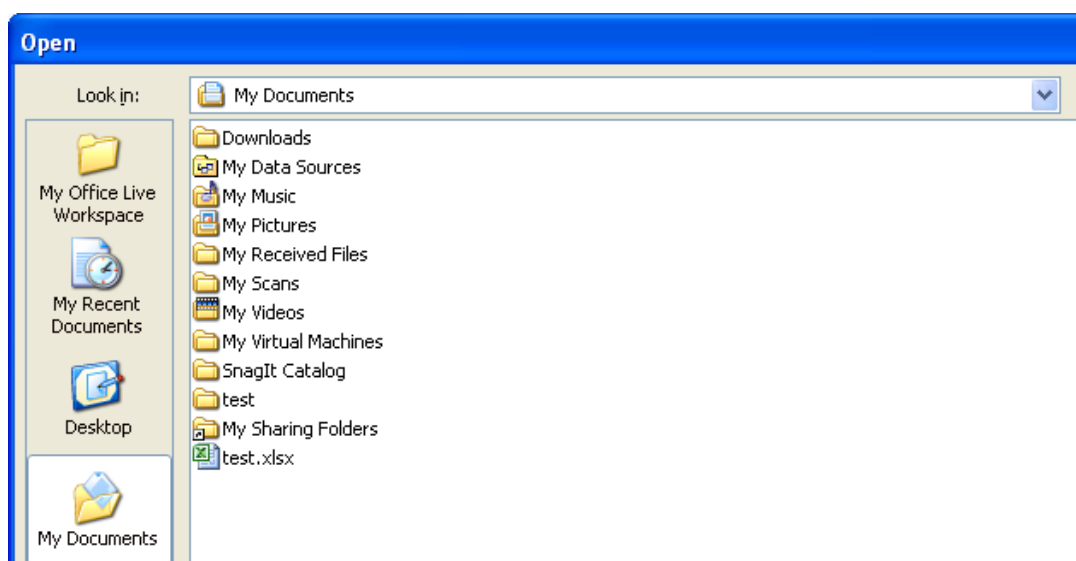 Open
Look in:
My Documents
My Office Live
Workspace
My Recent
Documents
Desktop
My Documents
Downloads
My Data Sources
My Music
My Pictures
My Received Files
My Scans
My Videos
My Virtual Machines
SnagIt Catalog
test
My Sharing Folders
test.xlsx